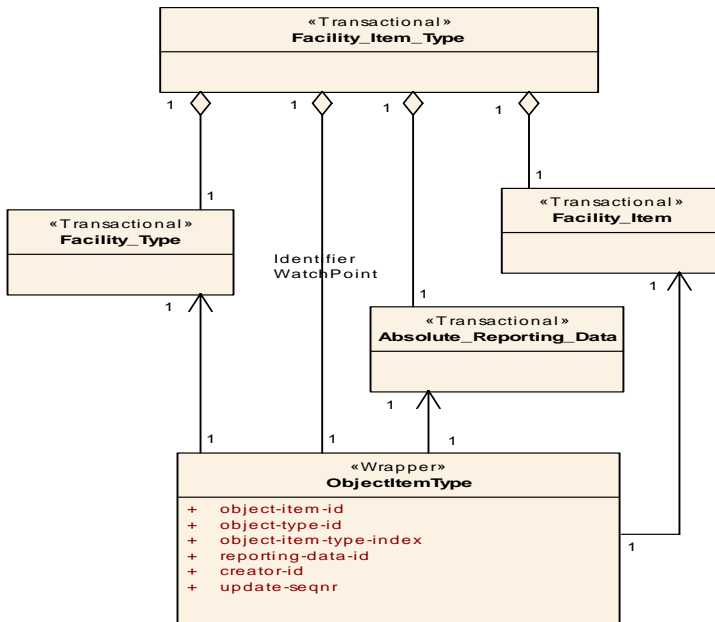 «Transactional»
Facility_Item_Type
1
1
1
1
1
1
«Transactional»
Facility_Type
«Transactional»
Facility_Item
Identifier
WatchPoint
1
1
1
«Transactional»
Absolute_Reporting_Data
1
1
1
1
«Wrapper»
ObjectItemType
+ object-item-id
+ object-type-id
+ object-item-type-index
+ reporting-data-id
+ creator-id
+ update-seqnr
1